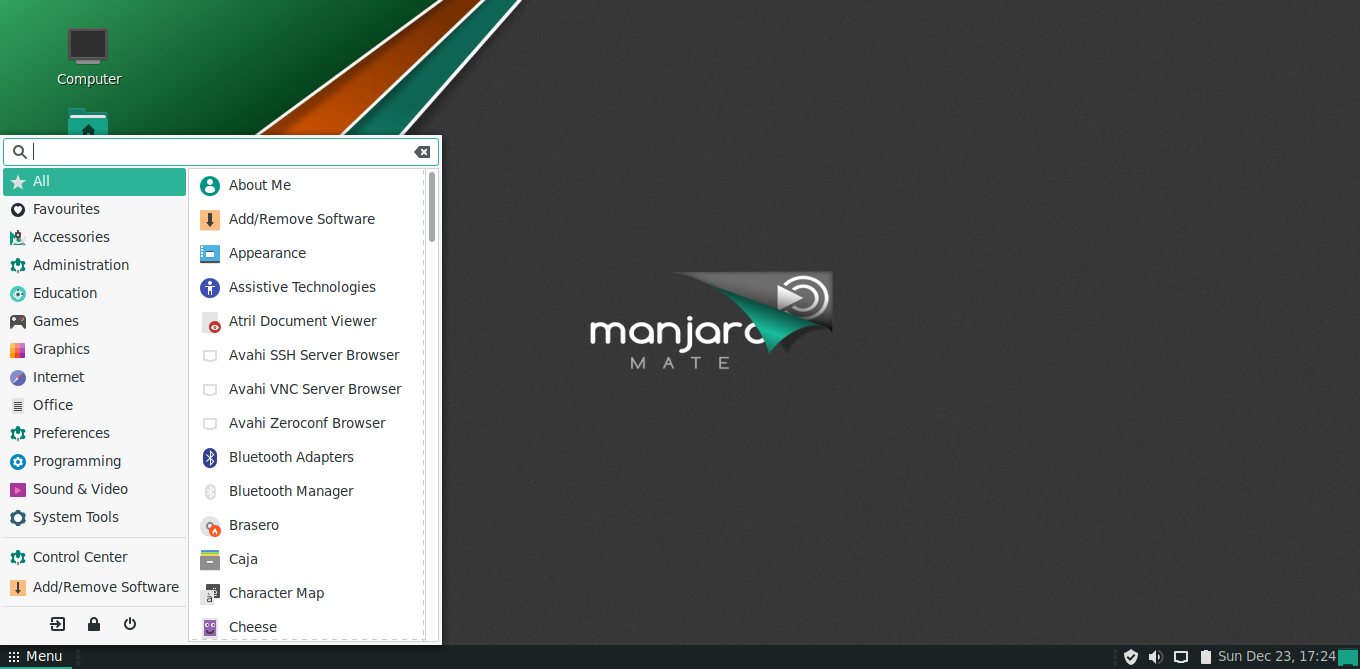 Computer
All
Favourites
Accessories
Administration
Education
Games
Graphics
Internet
Office
Preferences
Programming
Sound & Video
System Tools
Control Center
Add/Remove Software
About Me
Add/Remove Software
Appearance
Assistive Technologies
Atril Document Viewer
Avahi SSH Server Browser
Avahi VNC Server Browser
Avahi Zeroconf Browser
Bluetooth Adapters
Bluetooth Manager
Brasero
Caja
Character Map
Cheese
manjaro
MATE
Menu
Sun Dec 23, 17:24